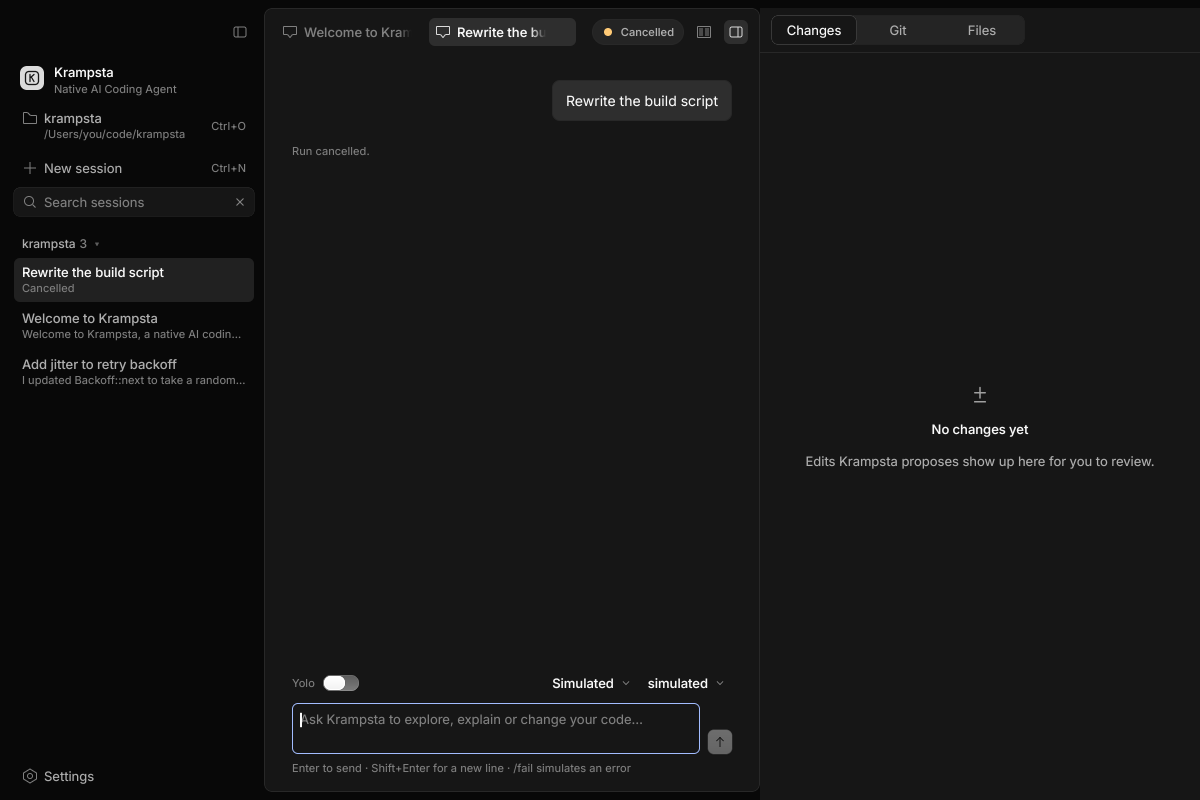 Krampsta
Native AI Coding Agent
krampsta
/Users/you/code/krampsta
Ctrl+O
New session
Ctrl+N
Search sessions
krampsta 3
Rewrite the build script
Cancelled
Welcome to Krampsta
Welcome to Krampsta, a native AI codin...
Add jitter to retry backoff
I updated Backoff::next to take a random...
Settings
Welcome to Kram
Rewrite the bu
Cancelled
Rewrite the build script
Run cancelled.
Yolo
Simulated
simulated
Ask Krampsta to explore, explain or change your code...
Enter to send · Shift+Enter for a new line · /fail simulates an error
Changes
Git
Files
No changes yet
Edits Krampsta proposes show up here for you to review.